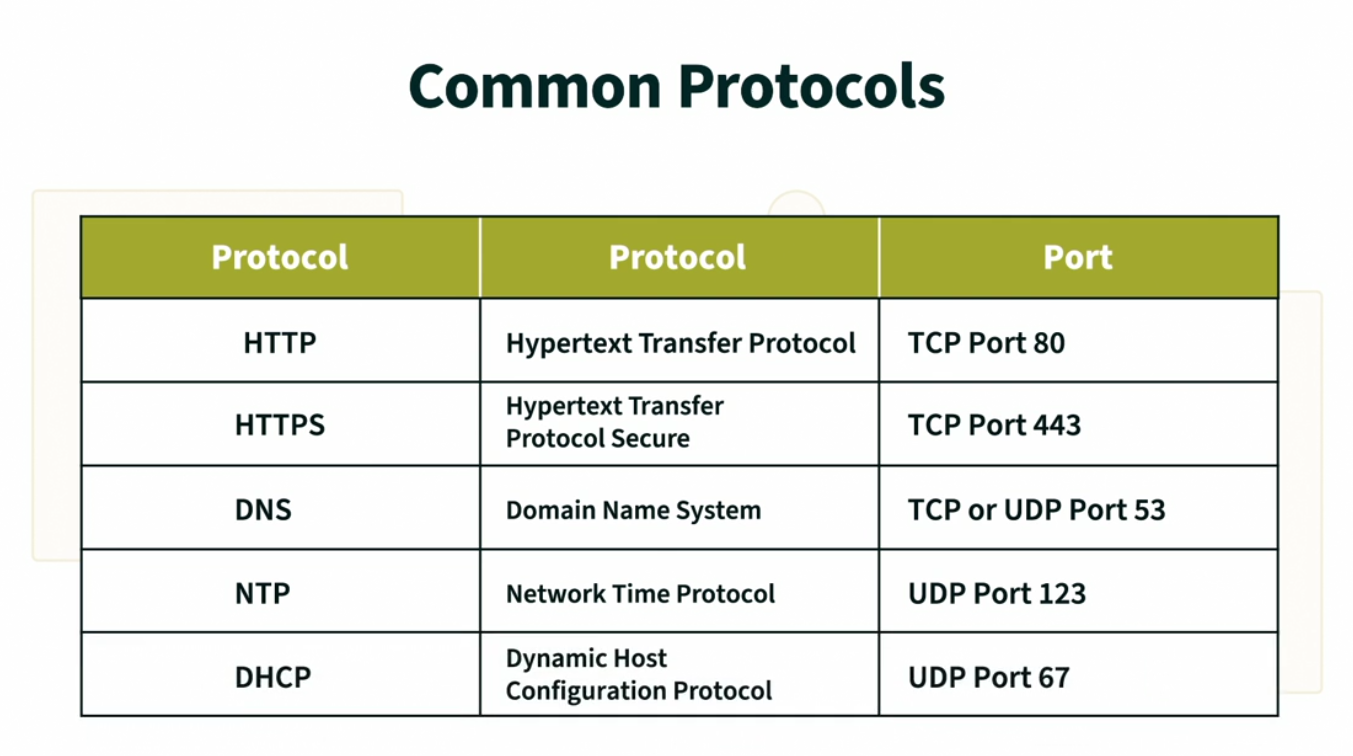 Common Protocols
Protocol Protocol Port
HTTP Hypertext Transfer Protocol TCP Port 80
HTTPS Hypertext Transfer
Protocol Secure TCP Port 443
DNS Domain Name System TCP or UDP Port 53
NTP Network Time Protocol UDP Port 123
DHCP Dynamic Host
Configuration Protocol UDP Port 67